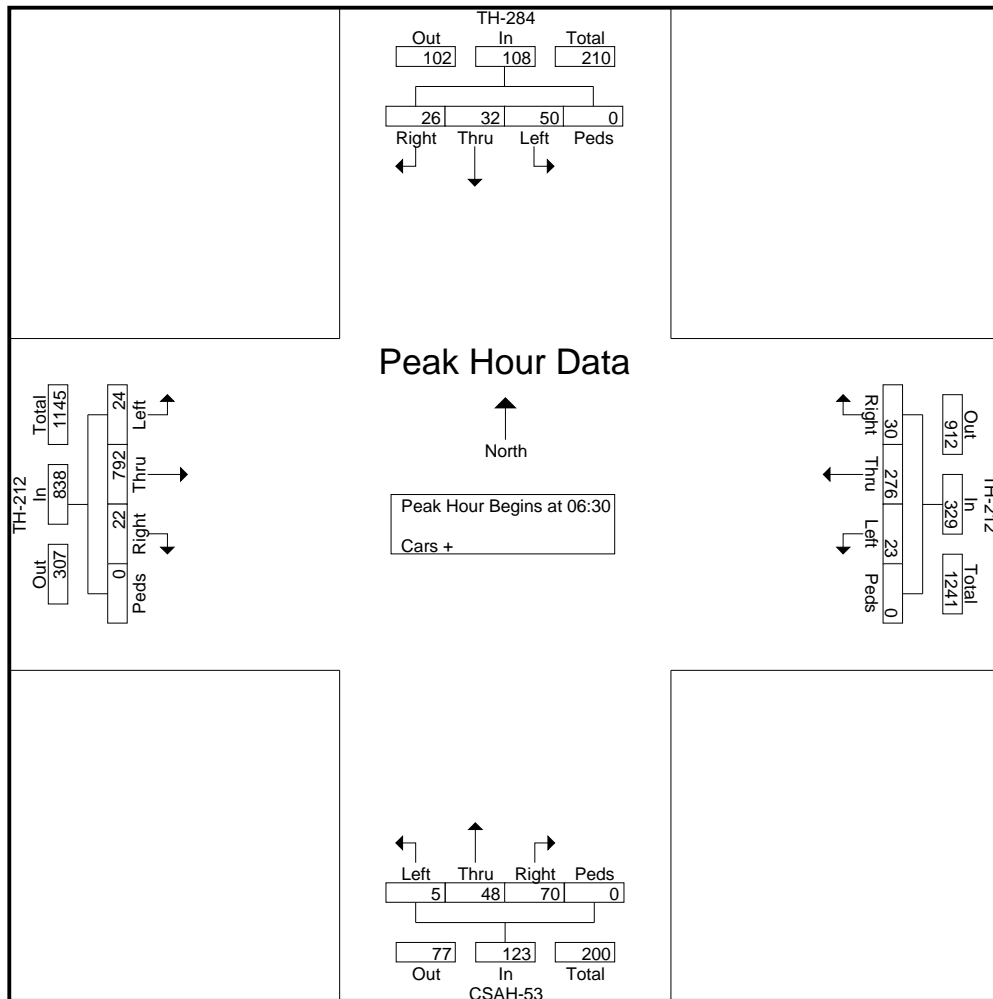 TH-284
Out In Total
102 108 210
26 32 50 0
Right Thru Left Peds
Peak Hour Data
North
Peak Hour Begins at 06:30
Cars +
TH-212
Total In Out
1145 838 307
24 792 22 0
Left Thru Right Peds
Right Thru Left Peds
30 276 23 0
Out In Total
912 329 1241
TH-212
Left Thru Right Peds
5 48 70 0
77 123 200
Out In Total
CSAH-53